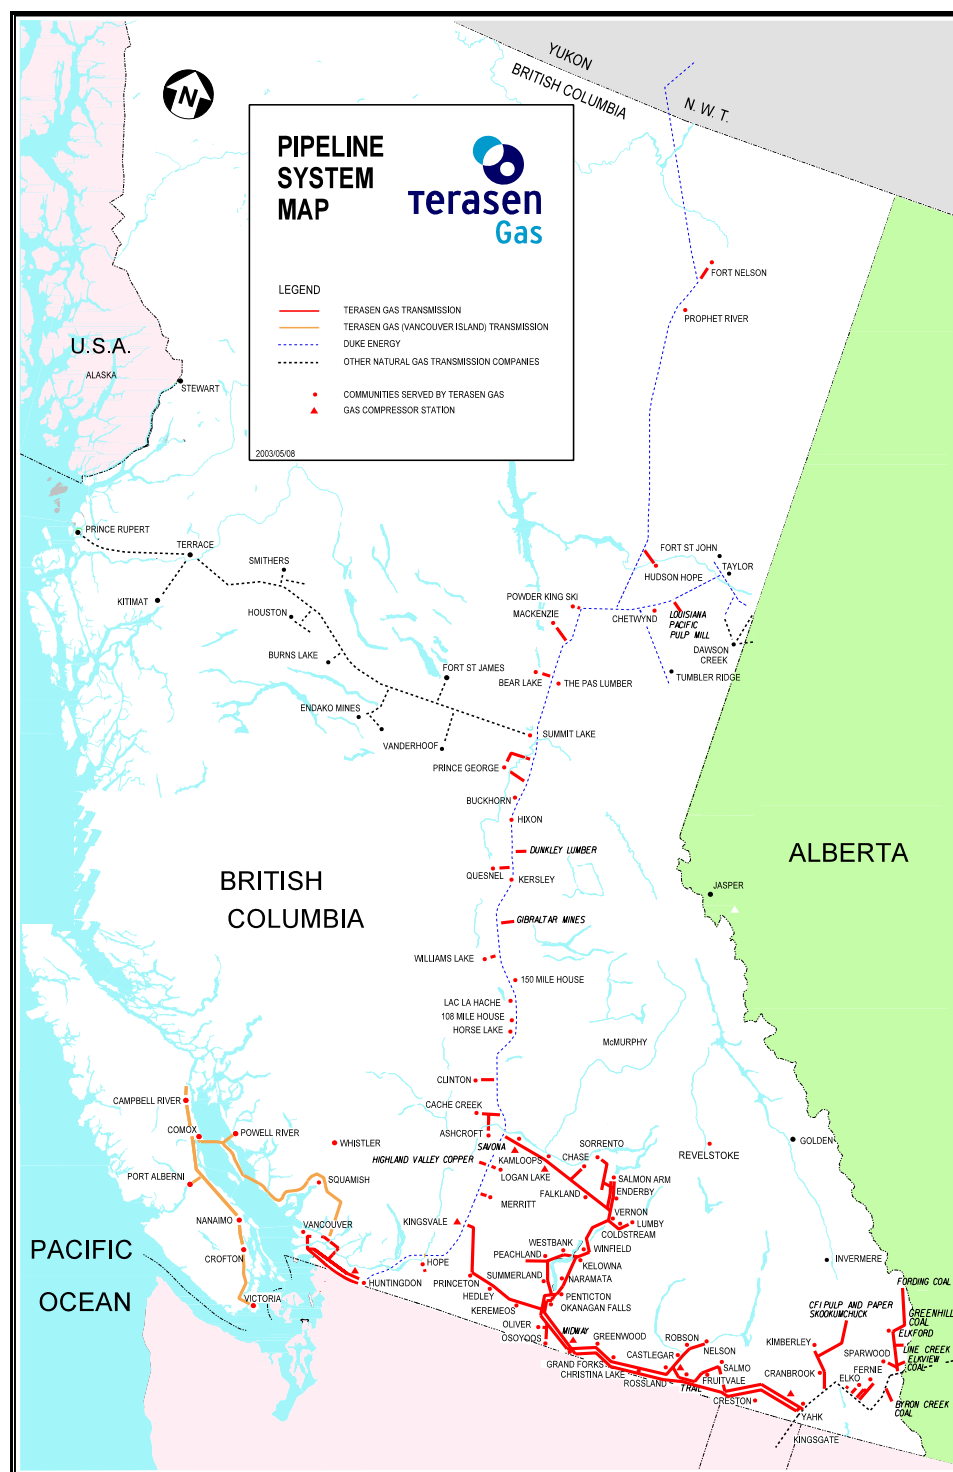 YUKON
BRITISH COLUMBIA
N. W. T.
N
PIPELINE
SYSTEM
MAP
Terasen
Gas
LEGEND
TERASEN GAS TRANSMISSION
TERASEN GAS (VANCOUVER ISLAND) TRANSMISSION
DUKE ENERGY
OTHER NATURAL GAS TRANSMISSION COMPANIES
COMMUNITIES SERVED BY TERASEN GAS
GAS COMPRESSOR STATION
2003/05/08
FORT NELSON
PROPHET RIVER
U.S.A.
ALASKA
STEWART
PRINCE RUPERT
TERRACE
SMITHERS
KITIMAT
HOUSTON
BURNS LAKE
FORT ST JAMES
ENDAKO MINES
VANDERHOOF
FORT ST JOHN
TAYLOR
HUDSON HOPE
POWDER KING SKI
MACKENZIE
CHETWYND
LOUISIANA
PACIFIC
PULP MILL
DAWSON
CREEK
TUMBLER RIDGE
BEAR LAKE
THE PAS LUMBER
SUMMIT LAKE
PRINCE GEORGE
BUCKHORN
HIXON
DUNKLEY LUMBER
QUESNEL
KERSLEY
ALBERTA
JASPER
BRITISH
COLUMBIA
GIBRALTAR MINES
WILLIAMS LAKE
150 MILE HOUSE
LAC LA HACHE
108 MILE HOUSE
HORSE LAKE
McMURPHY
CLINTON
CACHE CREEK
ASHCROFT
SAVONA
HIGHLAND VALLEY COPPER
KAMLOOPS
LOGAN LAKE
CHASE
SORRENTO
REVELSTOKE
GOLDEN
SALMON ARM
ENDERBY
FALKLAND
MERRITT
VERNON
LUMBY
COLDSTREAM
KINGSVALE
WESTBANK
WINFIELD
PEACHLAND
KELOWNA
SUMMERLAND
NARAMATA
PENTICTON
OKANAGAN FALLS
CAMPBELL RIVER
COMOX
POWELL RIVER
WHISTLER
PORT ALBERNI
SQUAMISH
NANAIMO
VANCOUVER
CROFTON
VICTORIA
HUNTINGDON
HOPE
PRINCETON
HEDLEY
KEREMEOS
OLIVER
OSOYOOS
MIDWAY
GREENWOOD
GRAND FORKS
CHRISTINA LAKE
CASTLEGAR
ROBSON
NELSON
SALMO
FRUITVALE
ROSSLAND
TRAIL
CRESTON
PACIFIC
OCEAN
INVERMERE
FORDING COAL
CFI PULP AND PAPER
SKOOKUMCHUCK
GREENHILL
COAL
ELKFORD
KIMBERLEY
LINE CREEK
SPARWOOD
ELKVIEW
COAL
FERNIE
CRANBROOK
ELKO
BYRON CREEK
COAL
YAHK
KINGSGATE